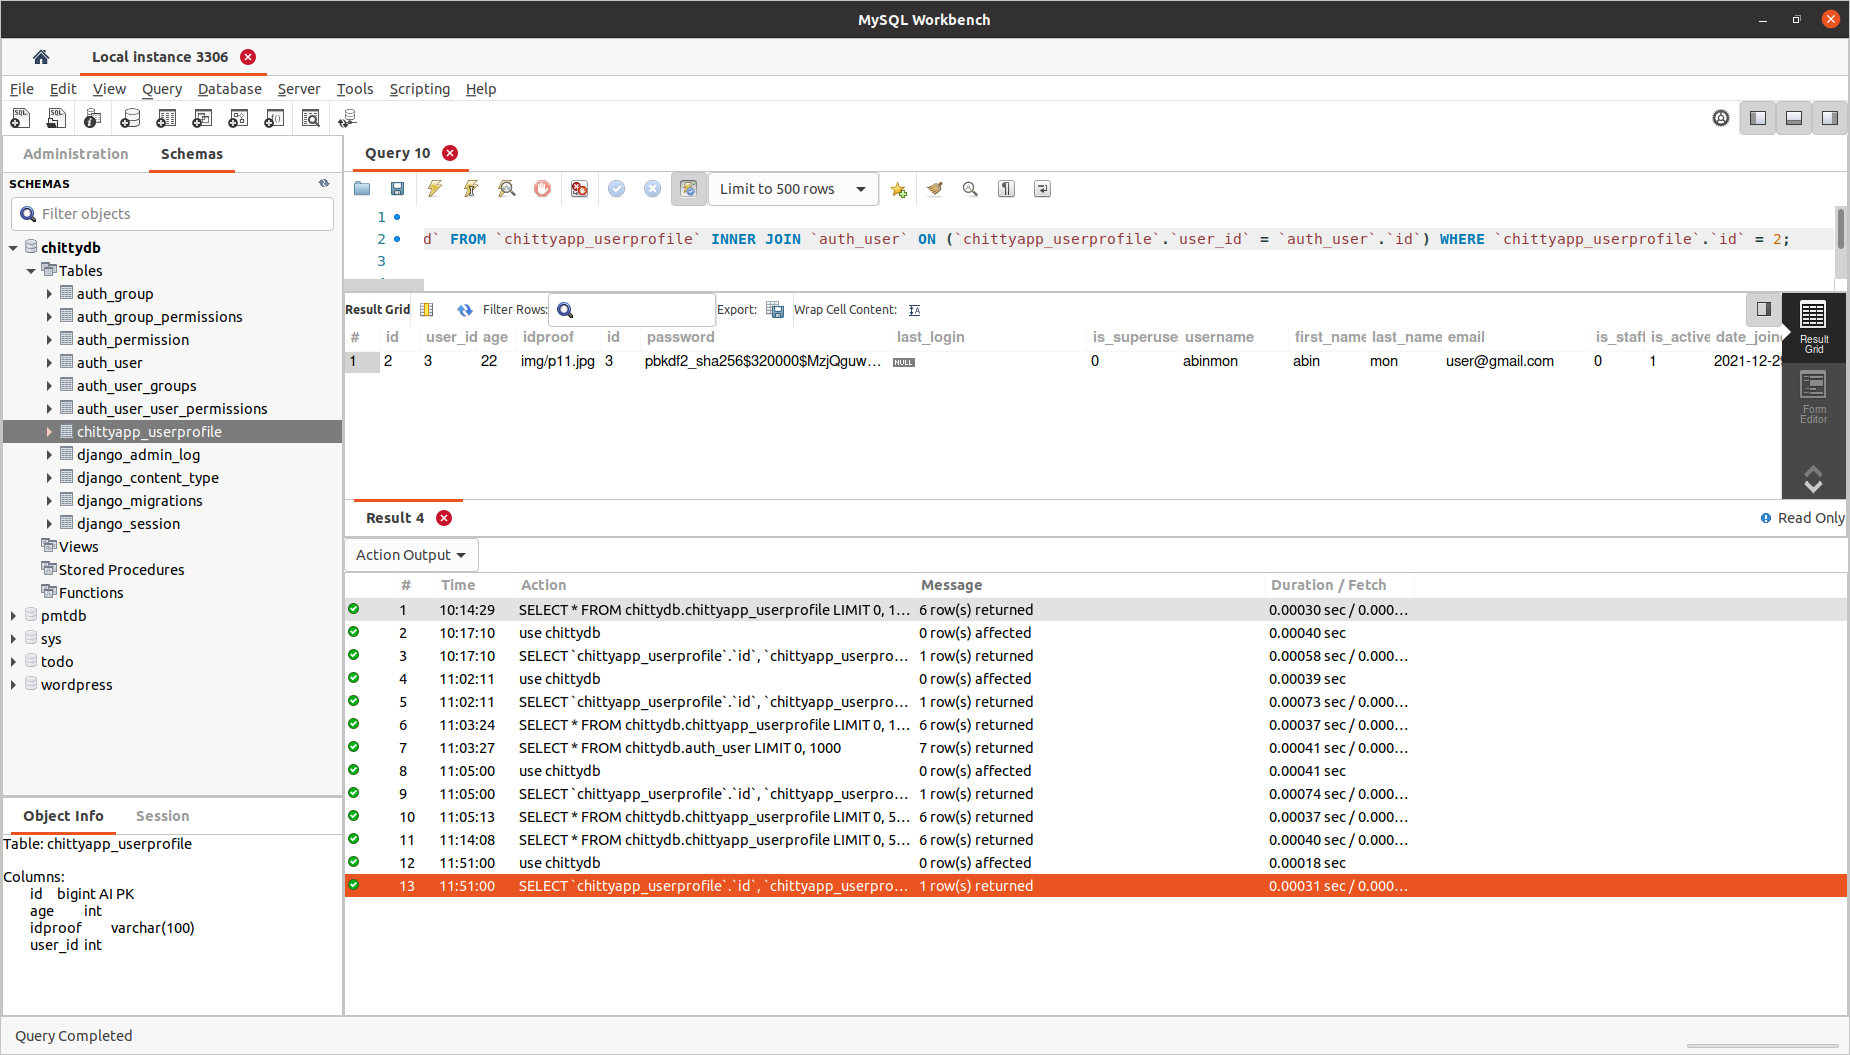 MySQL Workbench
Local instance 3306
File Edit View Query Database Server Tools Scripting Help
Administration Schemas
SCHEMAS
Filter objects
chittydb
Tables
auth_group
auth_group_permissions
auth_permission
auth_user
auth_user_groups
auth_user_user_permissions
chittyapp_userprofile
django_admin_log
django_content_type
django_migrations
django_session
Views
Stored Procedures
Functions
pmtdb
sys
todo
wordpress
Object Info Session
Table: chittyapp_userprofile
Columns:
id bigint AI PK
age int
idproof varchar(100)
user_id int
Query 10
Limit to 500 rows
1
2 d` FROM `chittyapp_userprofile` INNER JOIN `auth_user` ON (`chittyapp_userprofile`.`user_id` = `auth_user`.`id`) WHERE `chittyapp_userprofile`.`id` = 2;
3
Result Grid Filter Rows: Export: Wrap Cell Content:
# id user_id age idproof id password last_login is_superuse username first_name last_name email is_staff is_active date_join
1 2 3 22 img/p11.jpg 3 pbkdf2_sha256$320000$MzjQguw... NULL 0 abinmon abin mon user@gmail.com 0 1 2021-12-29
Result Grid
Form Editor
Result 4
Read Only
Action Output
# Time Action Message Duration / Fetch
1 10:14:29 SELECT * FROM chittydb.chittyapp_userprofile LIMIT 0, 1... 6 row(s) returned 0.00030 sec / 0.000...
2 10:17:10 use chittydb 0 row(s) affected 0.00040 sec
3 10:17:10 SELECT `chittyapp_userprofile`.`id`, `chittyapp_userpro... 1 row(s) returned 0.00058 sec / 0.000...
4 11:02:11 use chittydb 0 row(s) affected 0.00039 sec
5 11:02:11 SELECT `chittyapp_userprofile`.`id`, `chittyapp_userpro... 1 row(s) returned 0.00073 sec / 0.000...
6 11:03:24 SELECT * FROM chittydb.chittyapp_userprofile LIMIT 0, 1... 6 row(s) returned 0.00037 sec / 0.000...
7 11:03:27 SELECT * FROM chittydb.auth_user LIMIT 0, 1000 7 row(s) returned 0.00041 sec / 0.000...
8 11:05:00 use chittydb 0 row(s) affected 0.00041 sec
9 11:05:00 SELECT `chittyapp_userprofile`.`id`, `chittyapp_userpro... 1 row(s) returned 0.00074 sec / 0.000...
10 11:05:13 SELECT * FROM chittydb.chittyapp_userprofile LIMIT 0, 5... 6 row(s) returned 0.00037 sec / 0.000...
11 11:14:08 SELECT * FROM chittydb.chittyapp_userprofile LIMIT 0, 5... 6 row(s) returned 0.00040 sec / 0.000...
12 11:51:00 use chittydb 0 row(s) affected 0.00018 sec
13 11:51:00 SELECT `chittyapp_userprofile`.`id`, `chittyapp_userpro... 1 row(s) returned 0.00031 sec / 0.000...
Query Completed